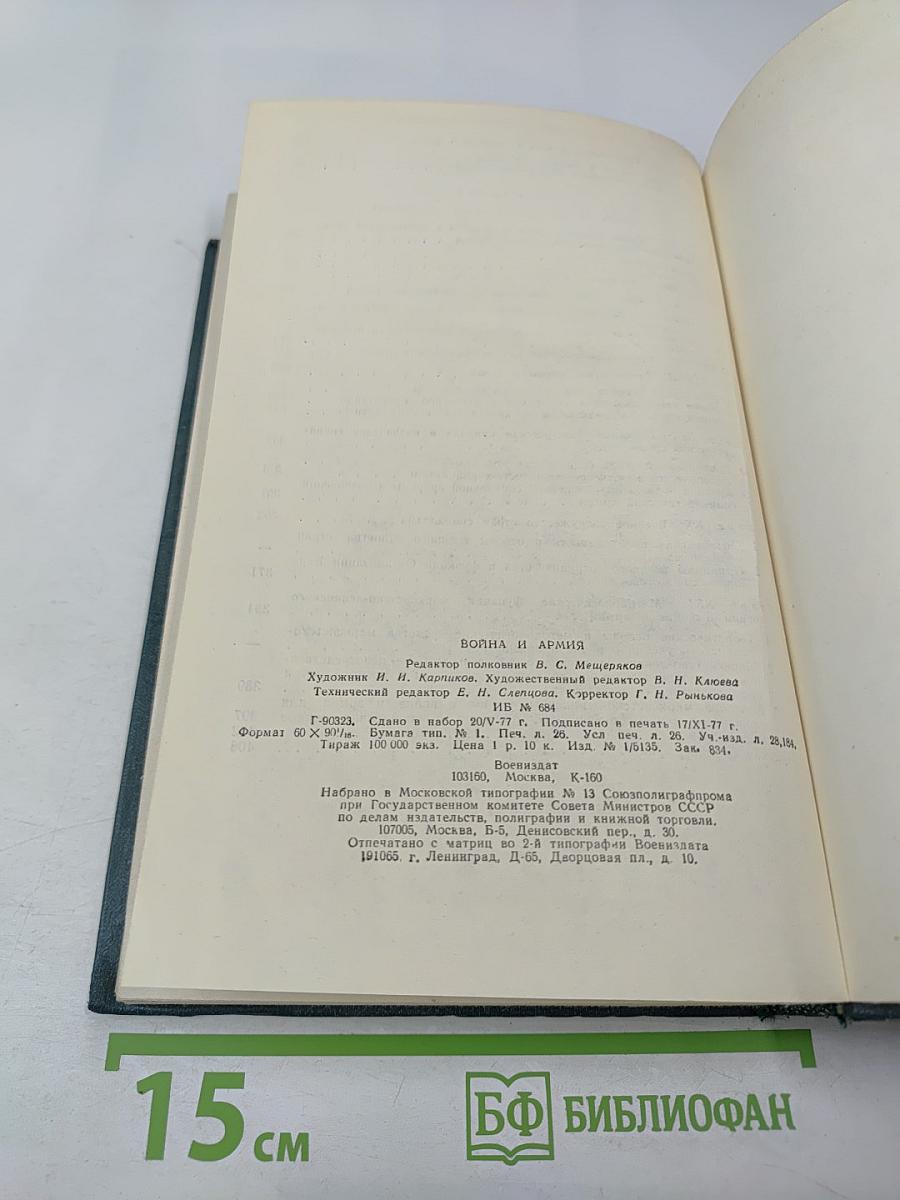 ВОЙНА И АРМИЯ
Редактор полковник В. С. Мещеряков
Художник И. И. Карпиков. Художественный редактор В. Н. Клюева
Технический редактор Е. Н. Слепцова. Корректор Г. Н. Рынькова
ИБ № 684
Г-90323. Сдано в набор 20/V-77 г. Подписано в печать 17/XI-77 г.
Формат 60 × 90¹/₁₆. Бумага тип. № 1. Печ. л. 26. Усл печ. л. 26. Уч.-изд. л. 28,184.
Тираж 100 000 экз. Цена 1 р. 10 к. Изд. № 1/5135. Зак. 834.
Воениздат
103160, Москва, К-160
Набрано в Московской типографии № 13 Союзполиграфпрома
при Государственном комитете Совета Министров СССР
по делам издательств, полиграфии и книжной торговли.
107005, Москва, Б-5, Денисовский пер., д. 30.
Отпечатано с матриц во 2-й типографии Воениздата
191065. г. Ленинград, Д-65, Дворцовая пл., д. 10.
15 см
БФ БИБЛИОФАН